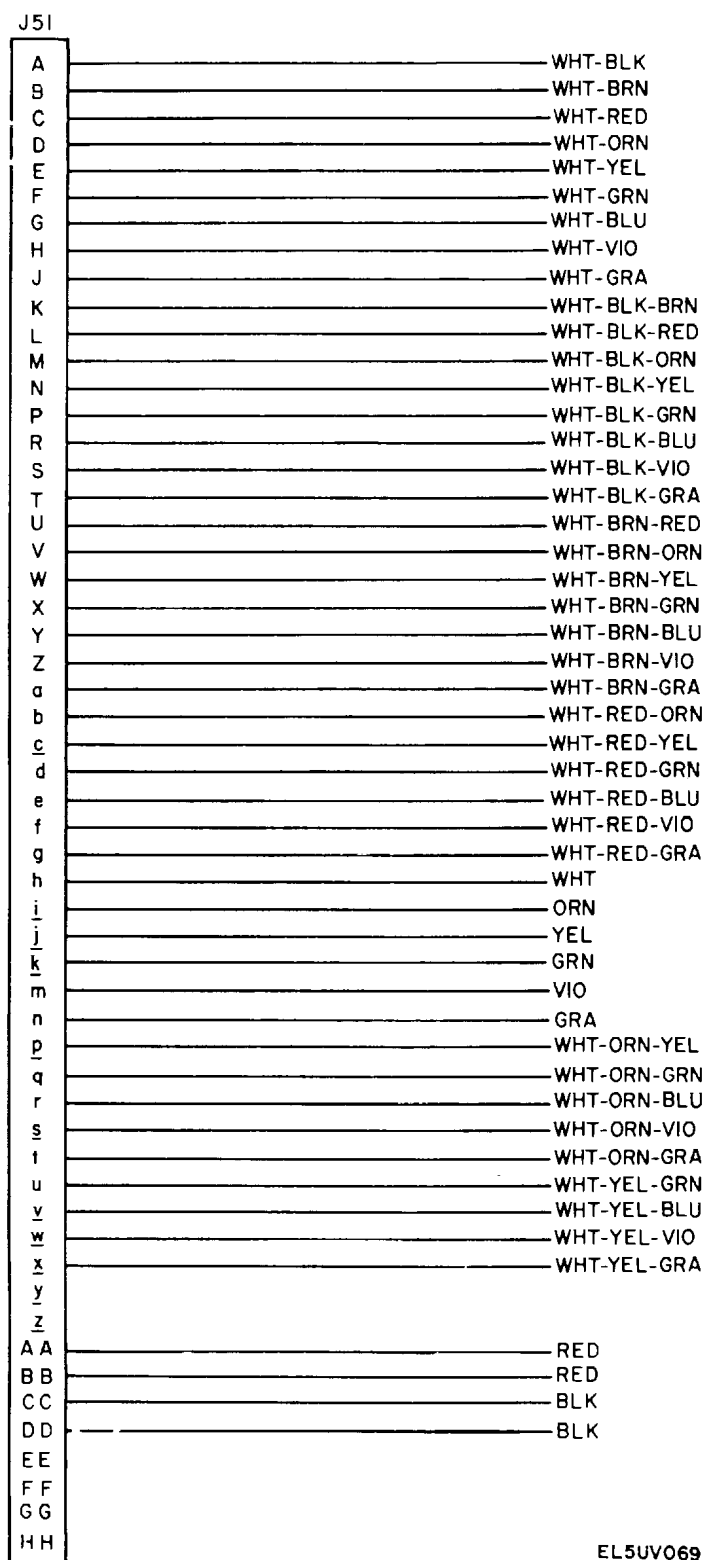 J51
A WHT-BLK
B WHT-BRN
C WHT-RED
D WHT-ORN
E WHT-YEL
F WHT-GRN
G WHT-BLU
H WHT-VIO
J WHT-GRA
K WHT-BLK-BRN
L WHT-BLK-RED
M WHT-BLK-ORN
N WHT-BLK-YEL
P WHT-BLK-GRN
R WHT-BLK-BLU
S WHT-BLK-VIO
T WHT-BLK-GRA
U WHT-BRN-RED
V WHT-BRN-ORN
W WHT-BRN-YEL
X WHT-BRN-GRN
Y WHT-BRN-BLU
Z WHT-BRN-VIO
a WHT-BRN-GRA
b WHT-RED-ORN
c WHT-RED-YEL
d WHT-RED-GRN
e WHT-RED-BLU
f WHT-RED-VIO
g WHT-RED-GRA
h WHT
i ORN
j YEL
k GRN
m VIO
n GRA
p WHT-ORN-YEL
q WHT-ORN-GRN
r WHT-ORN-BLU
s WHT-ORN-VIO
t WHT-ORN-GRA
u WHT-YEL-GRN
v WHT-YEL-BLU
w WHT-YEL-VIO
x WHT-YEL-GRA
y
z
AA RED
BB RED
CC BLK
DD BLK
EE
FF
GG
HH
EL5UV069